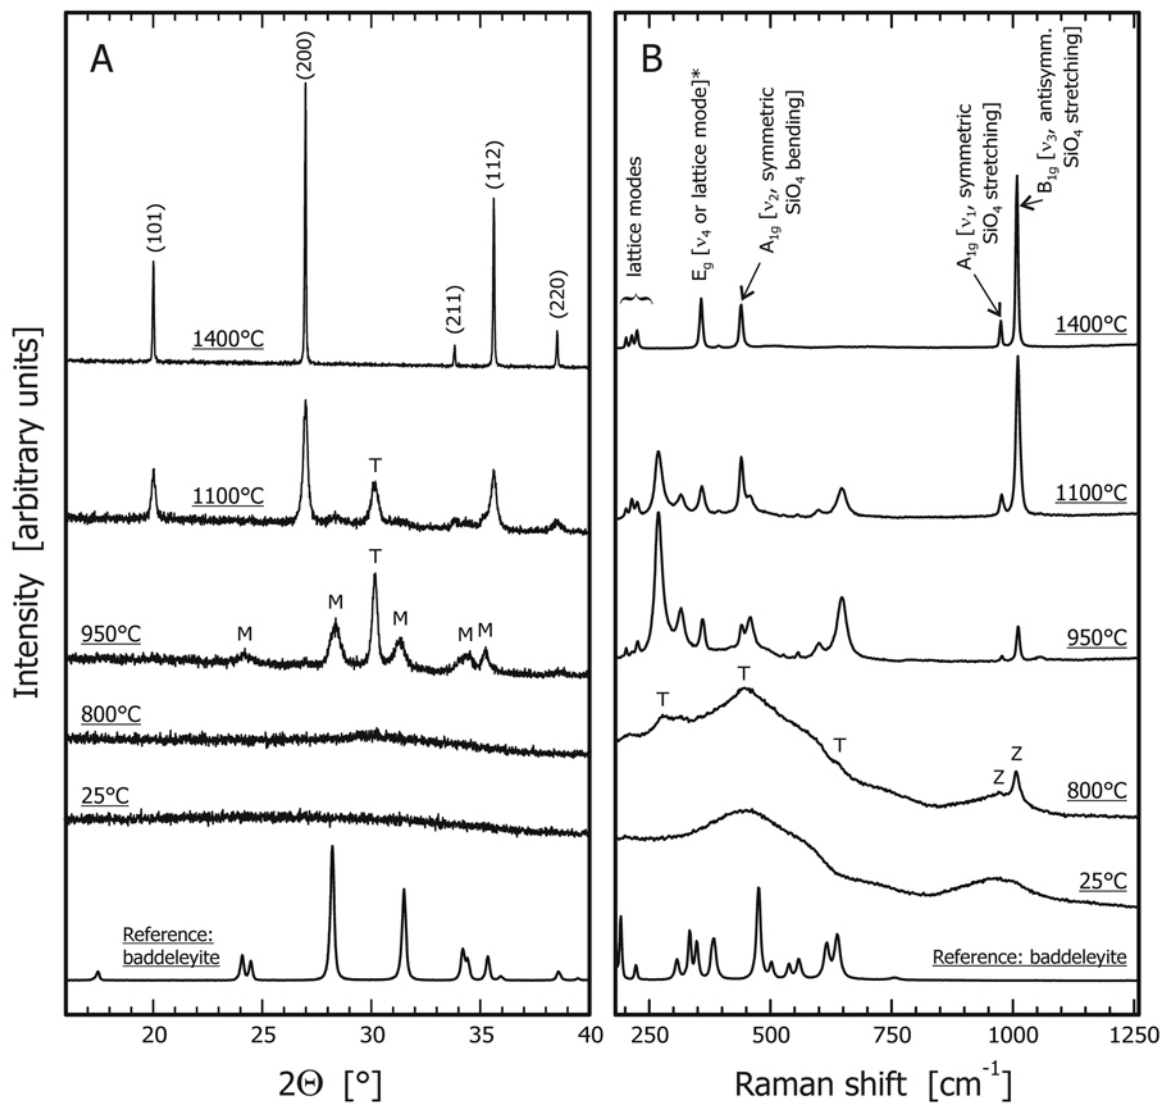 A
(101)
(200)
(211)
(112)
(220)
1400°C
T
1100°C
M
M
T
M
M
M
950°C
800°C
25°C
Reference:
baddeleyite
20
25
30
35
40
2Θ [°]
Intensity [arbitrary units]
B
lattice modes
E₉ [ν₄ or lattice mode]*
A₁g [ν₂, symmetric
SiO₄ bending]
A₁g [ν₁, symmetric
SiO₄ stretching]
B₁g [ν₃, antisymm.
SiO₄ stretching]
1400°C
1100°C
950°C
T
T
T
Z
Z
800°C
25°C
Reference: baddeleyite
250
500
750
1000
1250
Raman shift [cm⁻¹]